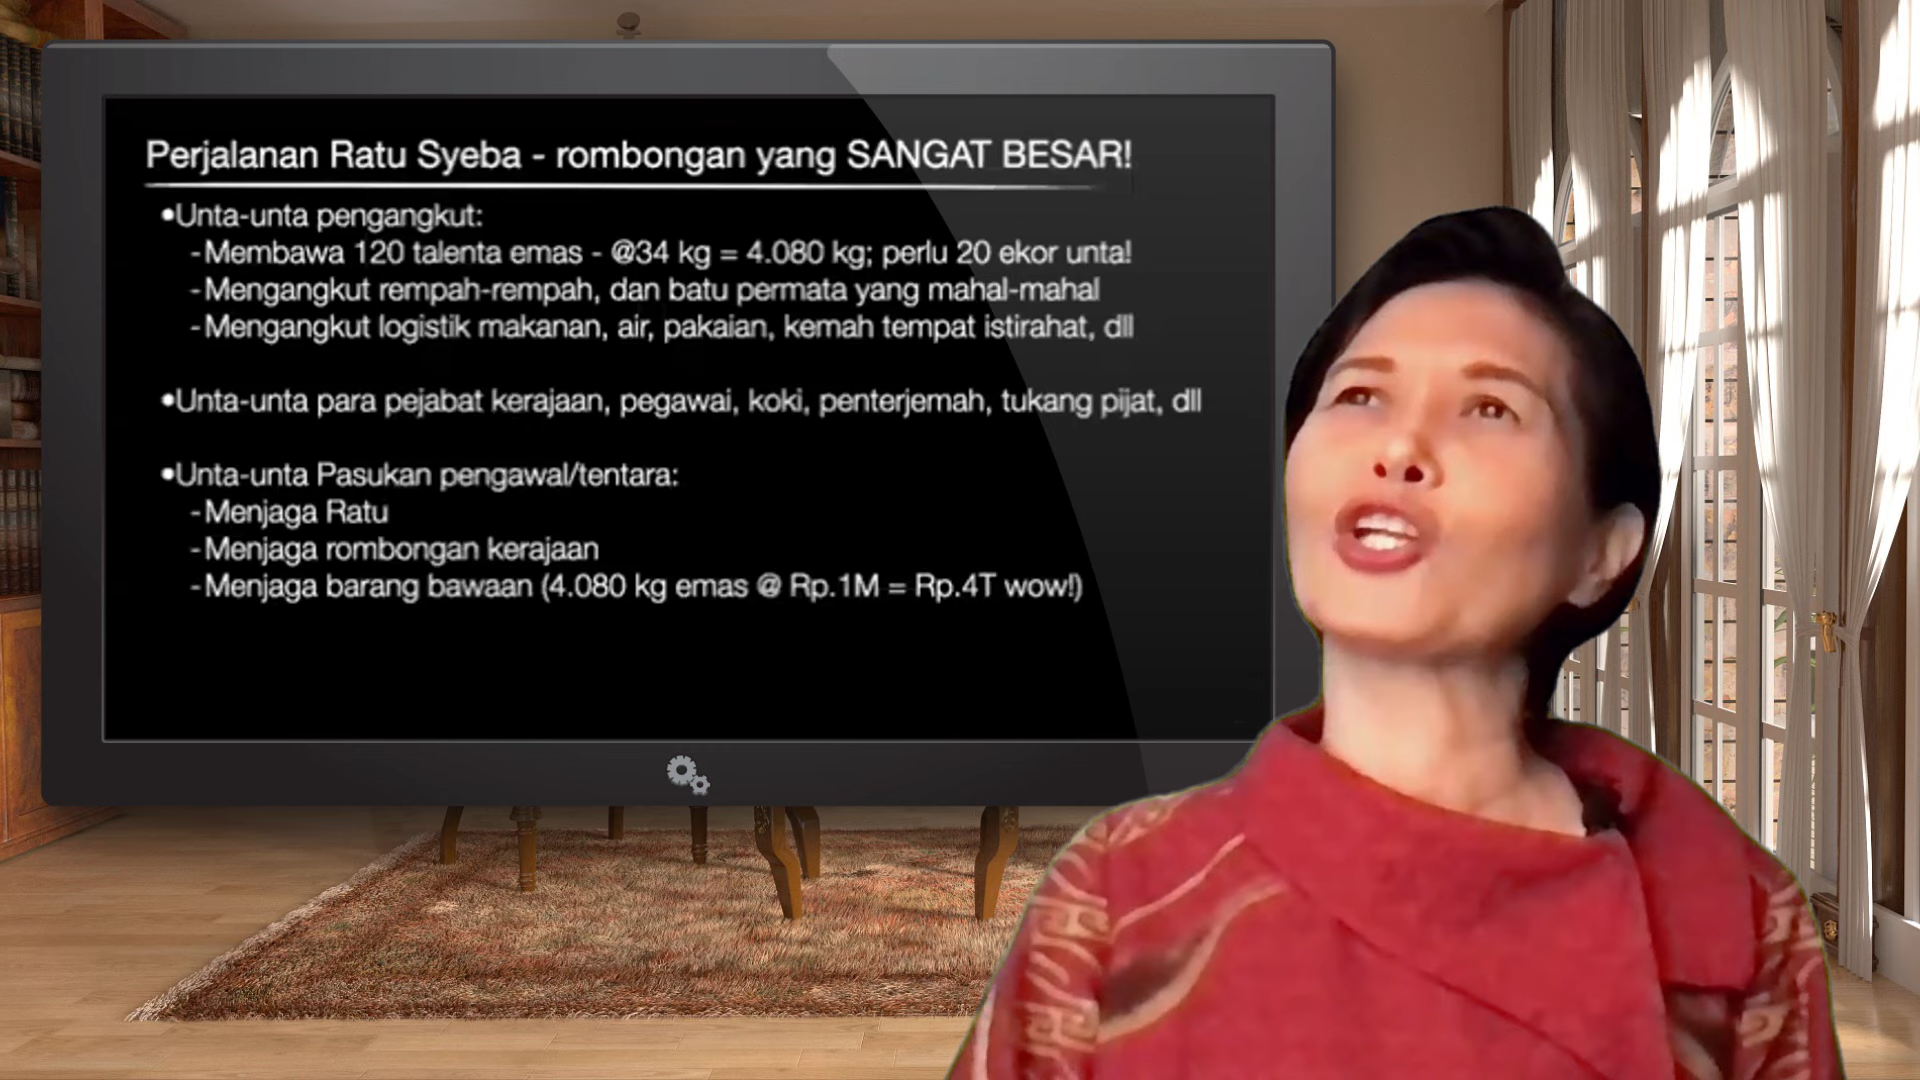 Perjalanan Ratu Syeba - rombongan yang SANGAT BESAR!
•Unta-unta pengangkut:
-Membawa 120 talenta emas - @34 kg = 4.080 kg; perlu 20 ekor unta!
-Mengangkut rempah-rempah, dan batu permata yang mahal-mahal
-Mengangkut logistik makanan, air, pakaian, kemah tempat istirahat, dll
•Unta-unta para pejabat kerajaan, pegawai, koki, penterjemah, tukang pijat, dll
•Unta-unta Pasukan pengawal/tentara:
-Menjaga Ratu
-Menjaga rombongan kerajaan
-Menjaga barang bawaan (4.080 kg emas @ Rp.1M = Rp.4T wow!)